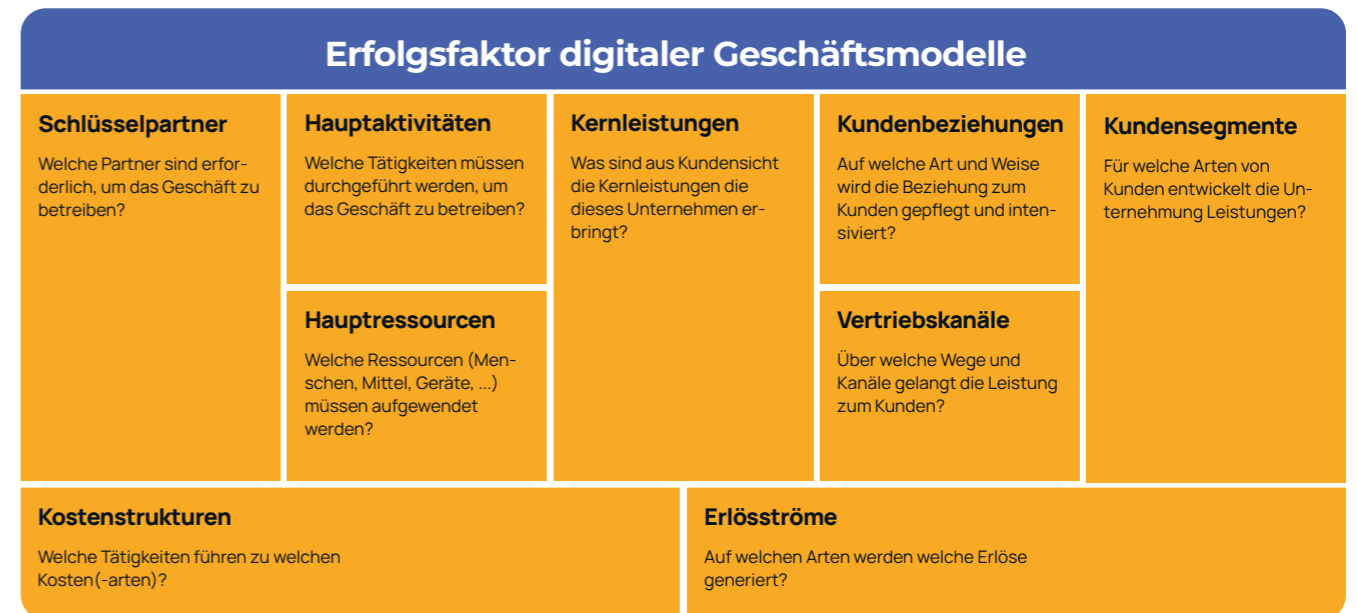 Erfolgsfaktor digitaler Geschäftsmodelle
Schlüsselpartner
Welche Partner sind erfor-
derlich, um das Geschäft zu
betreiben?
Hauptaktivitäten
Welche Tätigkeiten müssen
durchgeführt werden, um
das Geschäft zu betreiben?
Hauptressourcen
Welche Ressourcen (Men-
schen, Mittel, Geräte, ...)
müssen aufgewendet
werden?
Kernleistungen
Was sind aus Kundensicht
die Kernleistungen die
dieses Unternehmen er-
bringt?
Kundenbeziehungen
Auf welche Art und Weise
wird die Beziehung zum
Kunden gepflegt und inten-
siviert?
Vertriebskanäle
Über welche Wege und
Kanäle gelangt die Leistung
zum Kunden?
Kundensegmente
Für welche Arten von
Kunden entwickelt die Un-
ternehmung Leistungen?
Kostenstrukturen
Welche Tätigkeiten führen zu welchen
Kosten(-arten)?
Erlösströme
Auf welchen Arten werden welche Erlöse
generiert?